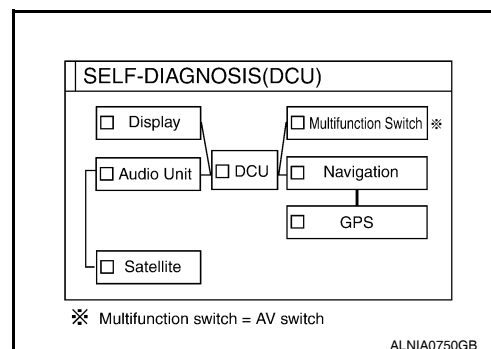 SELF-DIAGNOSIS(DCU)
Display
Multifunction Switch ※
Audio Unit
DCU
Navigation
GPS
Satellite
※ Multifunction switch = AV switch
ALNIA0750GB